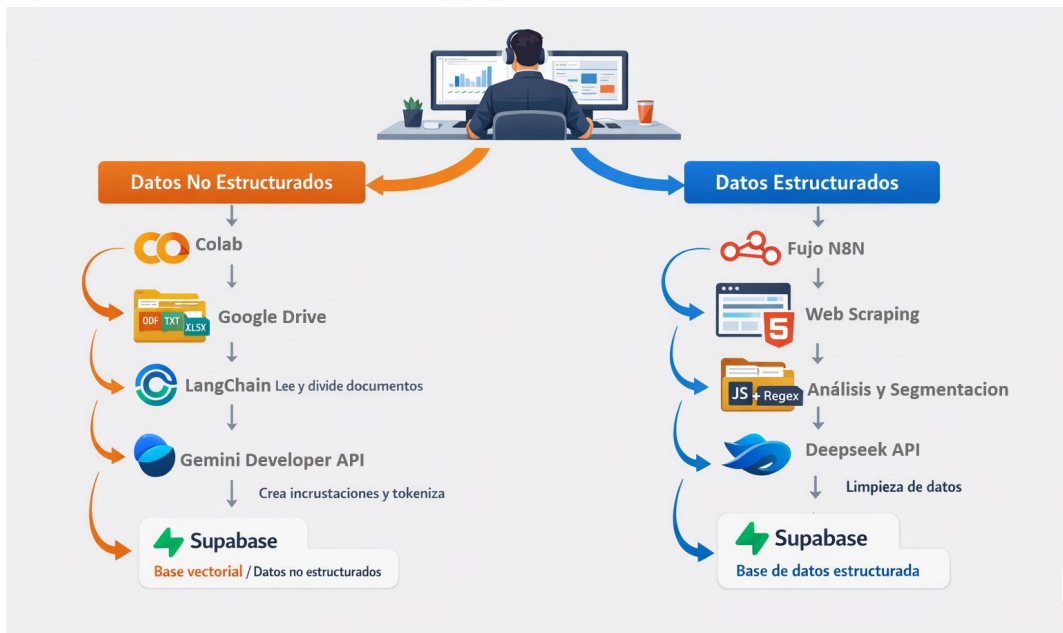 Datos No Estructurados
Colab
ODF TXT XLSX
Google Drive
LangChain Lee y divide documentos
Gemini Developer API
Crea incrustaciones y tokeniza
Supabase
Base vectorial / Datos no estructurados
Datos Estructurados
Fujo N8N
5
Web Scraping
JS + Regex
Análisis y Segmentacion
Deepseek API
Limpieza de datos
Supabase
Base de datos estructurada